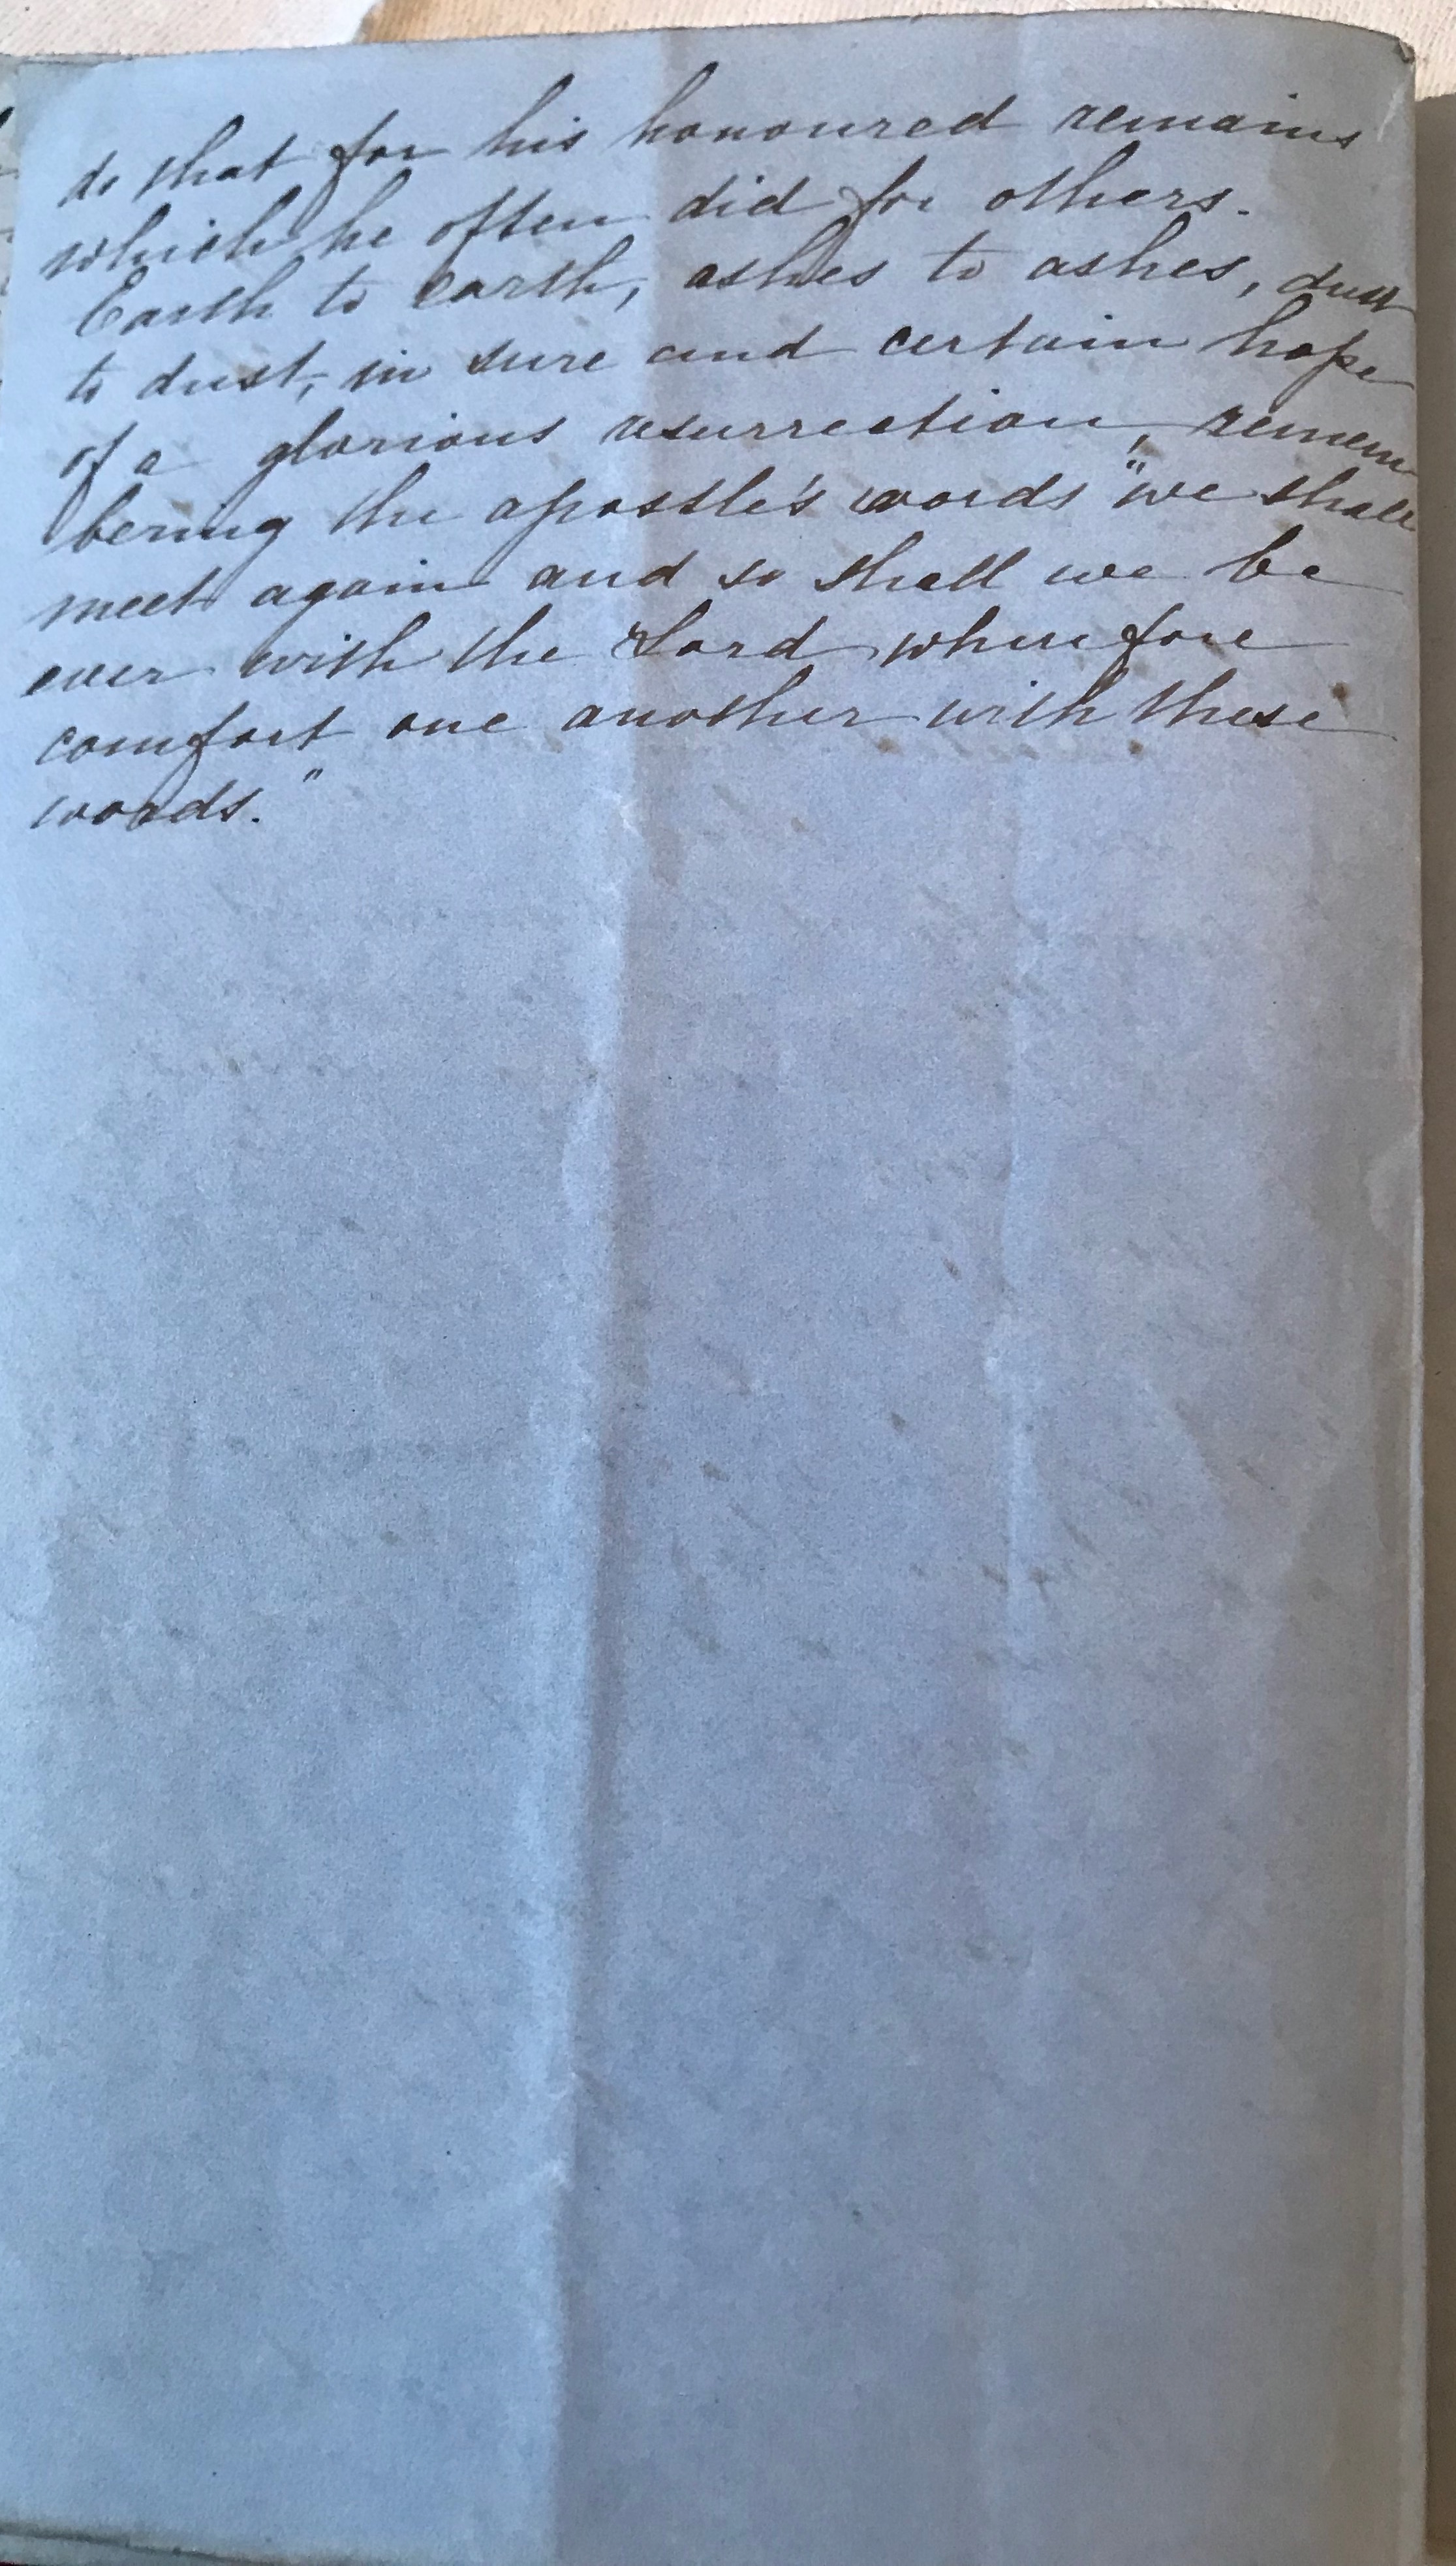 do that for his honoured remains
which he often did for others.
Earth to earth, ashes to ashes, dust
to dust, in sure and certain hope
of a glorious resurrection, remem
bering the apostle's words "we shall
meet again and so shall we be
ever with the Lord wherefore
comfort one another with these
words."